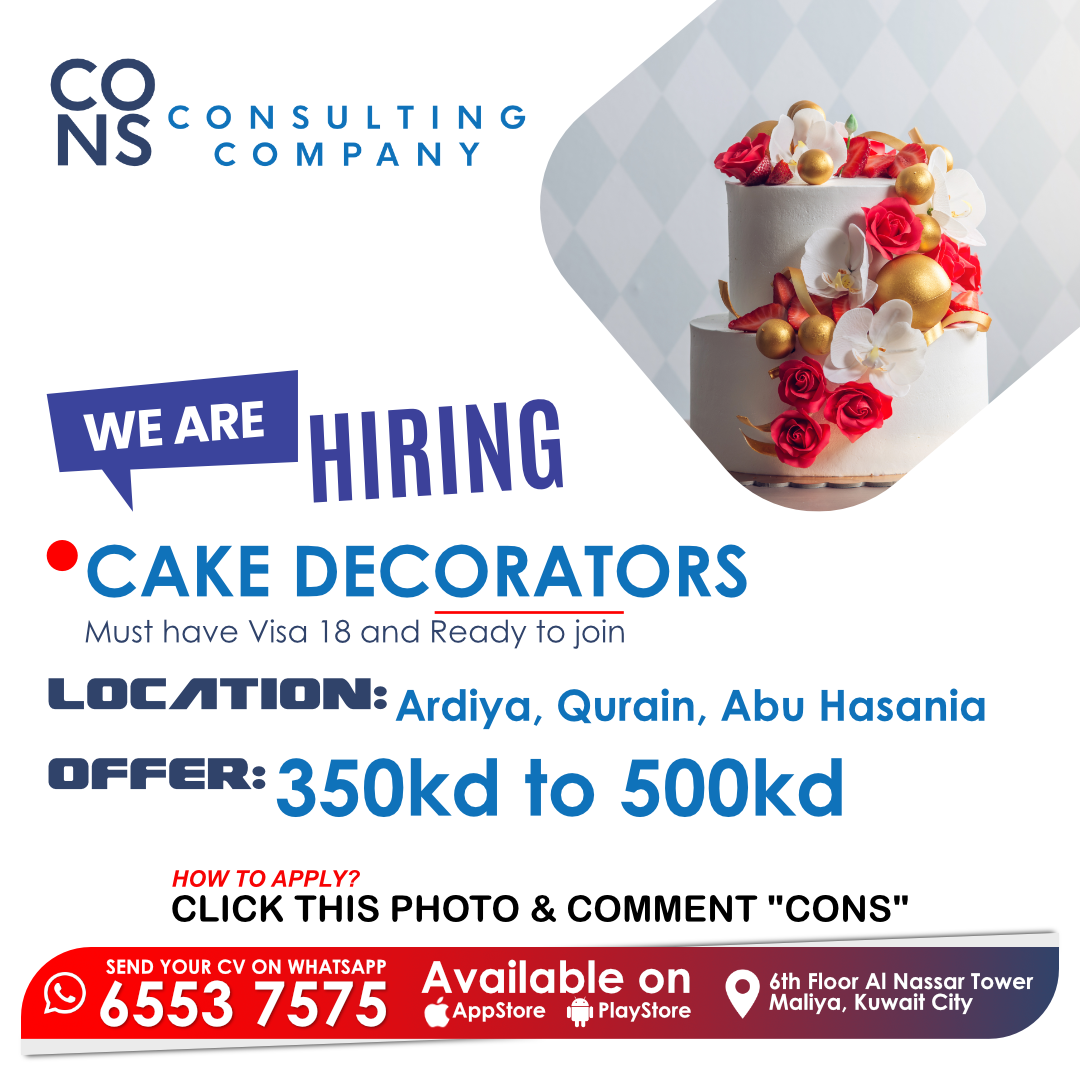 CO
NS
CONSULTING
COMPANY
WE ARE
HIRING
CAKE DECORATORS
Must have Visa 18 and Ready to join
LOCATION: Ardiya, Qurain, Abu Hasania
OFFER: 350kd to 500kd
HOW TO APPLY?
CLICK THIS PHOTO & COMMENT "CONS"
SEND YOUR CV ON WHATSAPP
6553 7575
Available on
AppStore PlayStore
6th Floor Al Nassar Tower
Maliya, Kuwait City